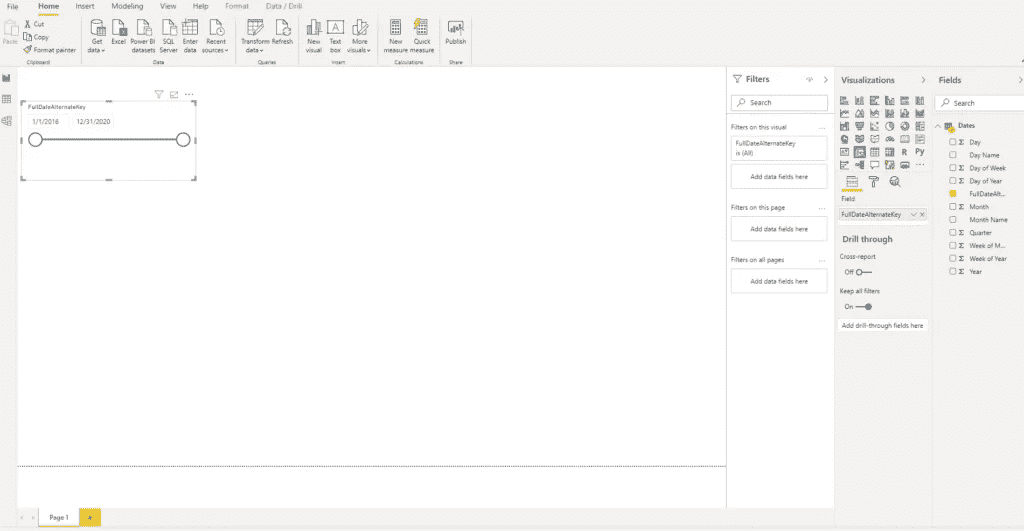 File Home Insert Modeling View Help Format Data / Drill
Paste
Cut
Copy
Format painter
Get data
Excel
Power BI datasets
SQL Server
Enter data
Recent sources
Transform data
Refresh
New visual
Text box
More visuals
New measure
Quick measure
Publish
Clipboard
Data
Queries
Insert
Calculations
Share
FullDateAlternateKey
1/1/2016 12/31/2020
Filters
Search
Filters on this visual ...
FullDateAlternateKey
is (All)
Add data fields here
Filters on this page ...
Add data fields here
Filters on all pages ...
Add data fields here
Visualizations
R Py
...
Field
FullDateAlternateKey
Drill through
Cross-report
Off
Keep all filters
On
Add drill-through fields here
Fields
Search
Dates
Σ Day
Day Name
Σ Day of Week
Σ Day of Year
FullDateAlt...
Σ Month
Month Name
Σ Quarter
Σ Week of M...
Σ Week of Year
Σ Year
Page 1
+